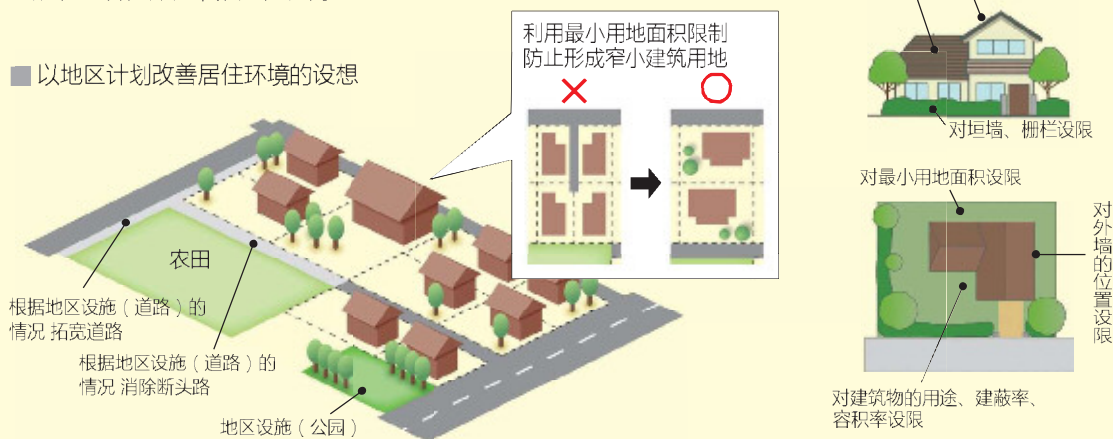 以地区计划改善居住环境的设想
利用最小用地面积限制
防止形成窄小建筑用地
农田
根据地区设施（道路）的
情况 拓宽道路
根据地区设施（道路）的
情况 消除断头路
地区设施（公园）
对垣墙、栅栏设限
对最小用地面积设限
对外墙的位置设限
对建筑物的用途、建蔽率、
容积率设限